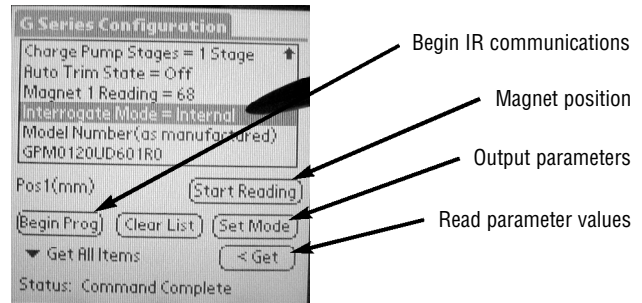 G Series Configuration
Charge Pump Stages = 1 Stage
Auto Trim State = Off
Magnet 1 Reading = 68
Interrogate Mode = Internal
Model Number(as manufactured)
GPM0120UD601R0
Pos1(mm)
Start Reading
Begin Prog
Clear List
Set Mode
Get All Items
< Get
Status: Command Complete
Begin IR communications
Magnet position
Output parameters
Read parameter values